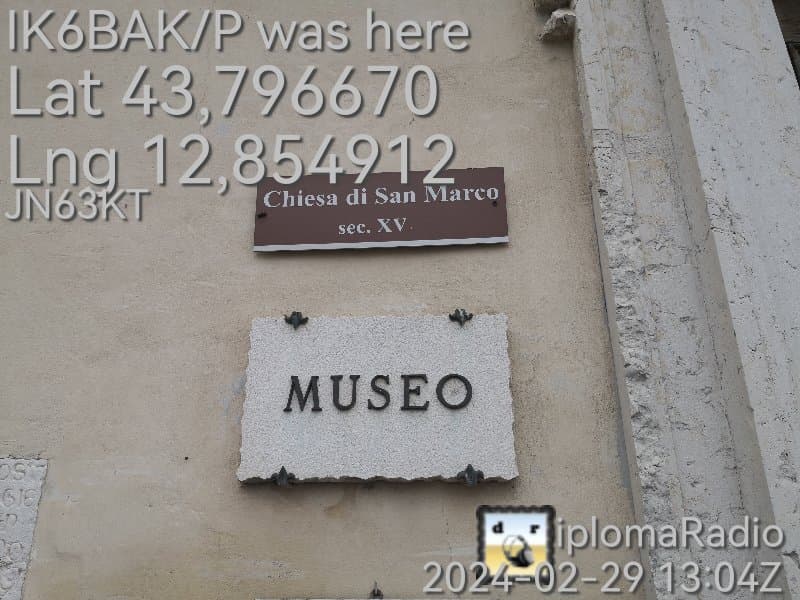 IK6BAK/P was here
Lat 43,796670
Lng 12,854912
JN63KT
Chiesa di San Marco
sec. XV
MUSEO
d r
iplomaRadio
2024-02-29 13:04Z